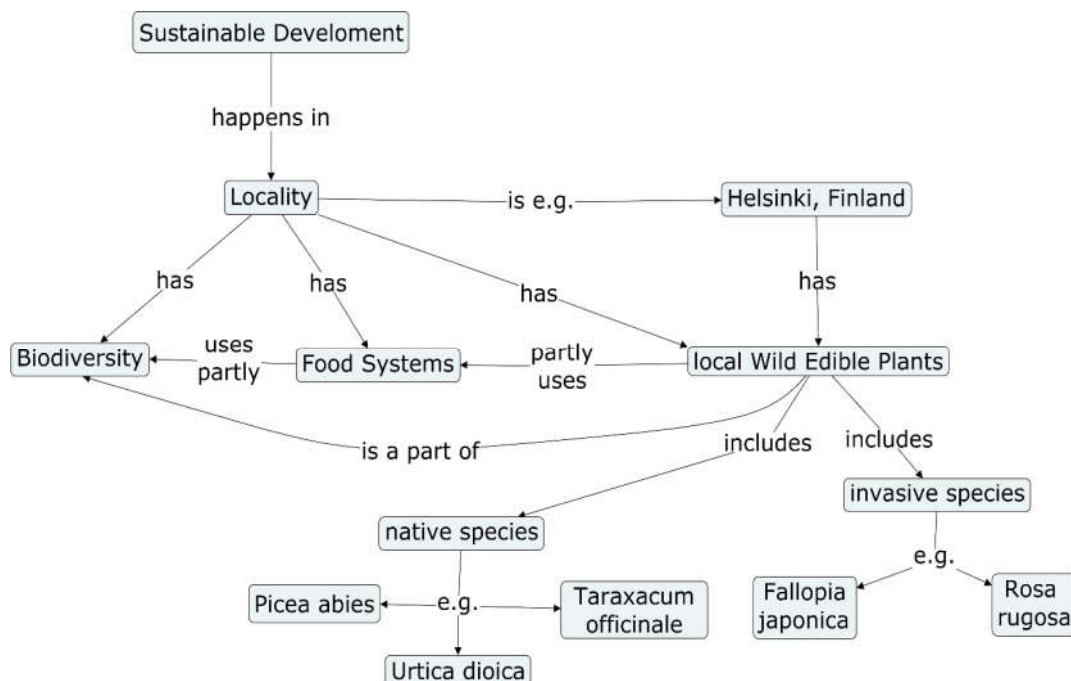 Sustainable Develoment
happens in
Locality
is e.g.
Helsinki, Finland
has
has
has
has
Biodiversity
uses
partly
Food Systems
partly
uses
local Wild Edible Plants
is a part of
includes
includes
native species
invasive species
e.g.
e.g.
Picea abies
Taraxacum
officinale
Urtica dioica
Fallopia
japonica
Rosa
rugosa